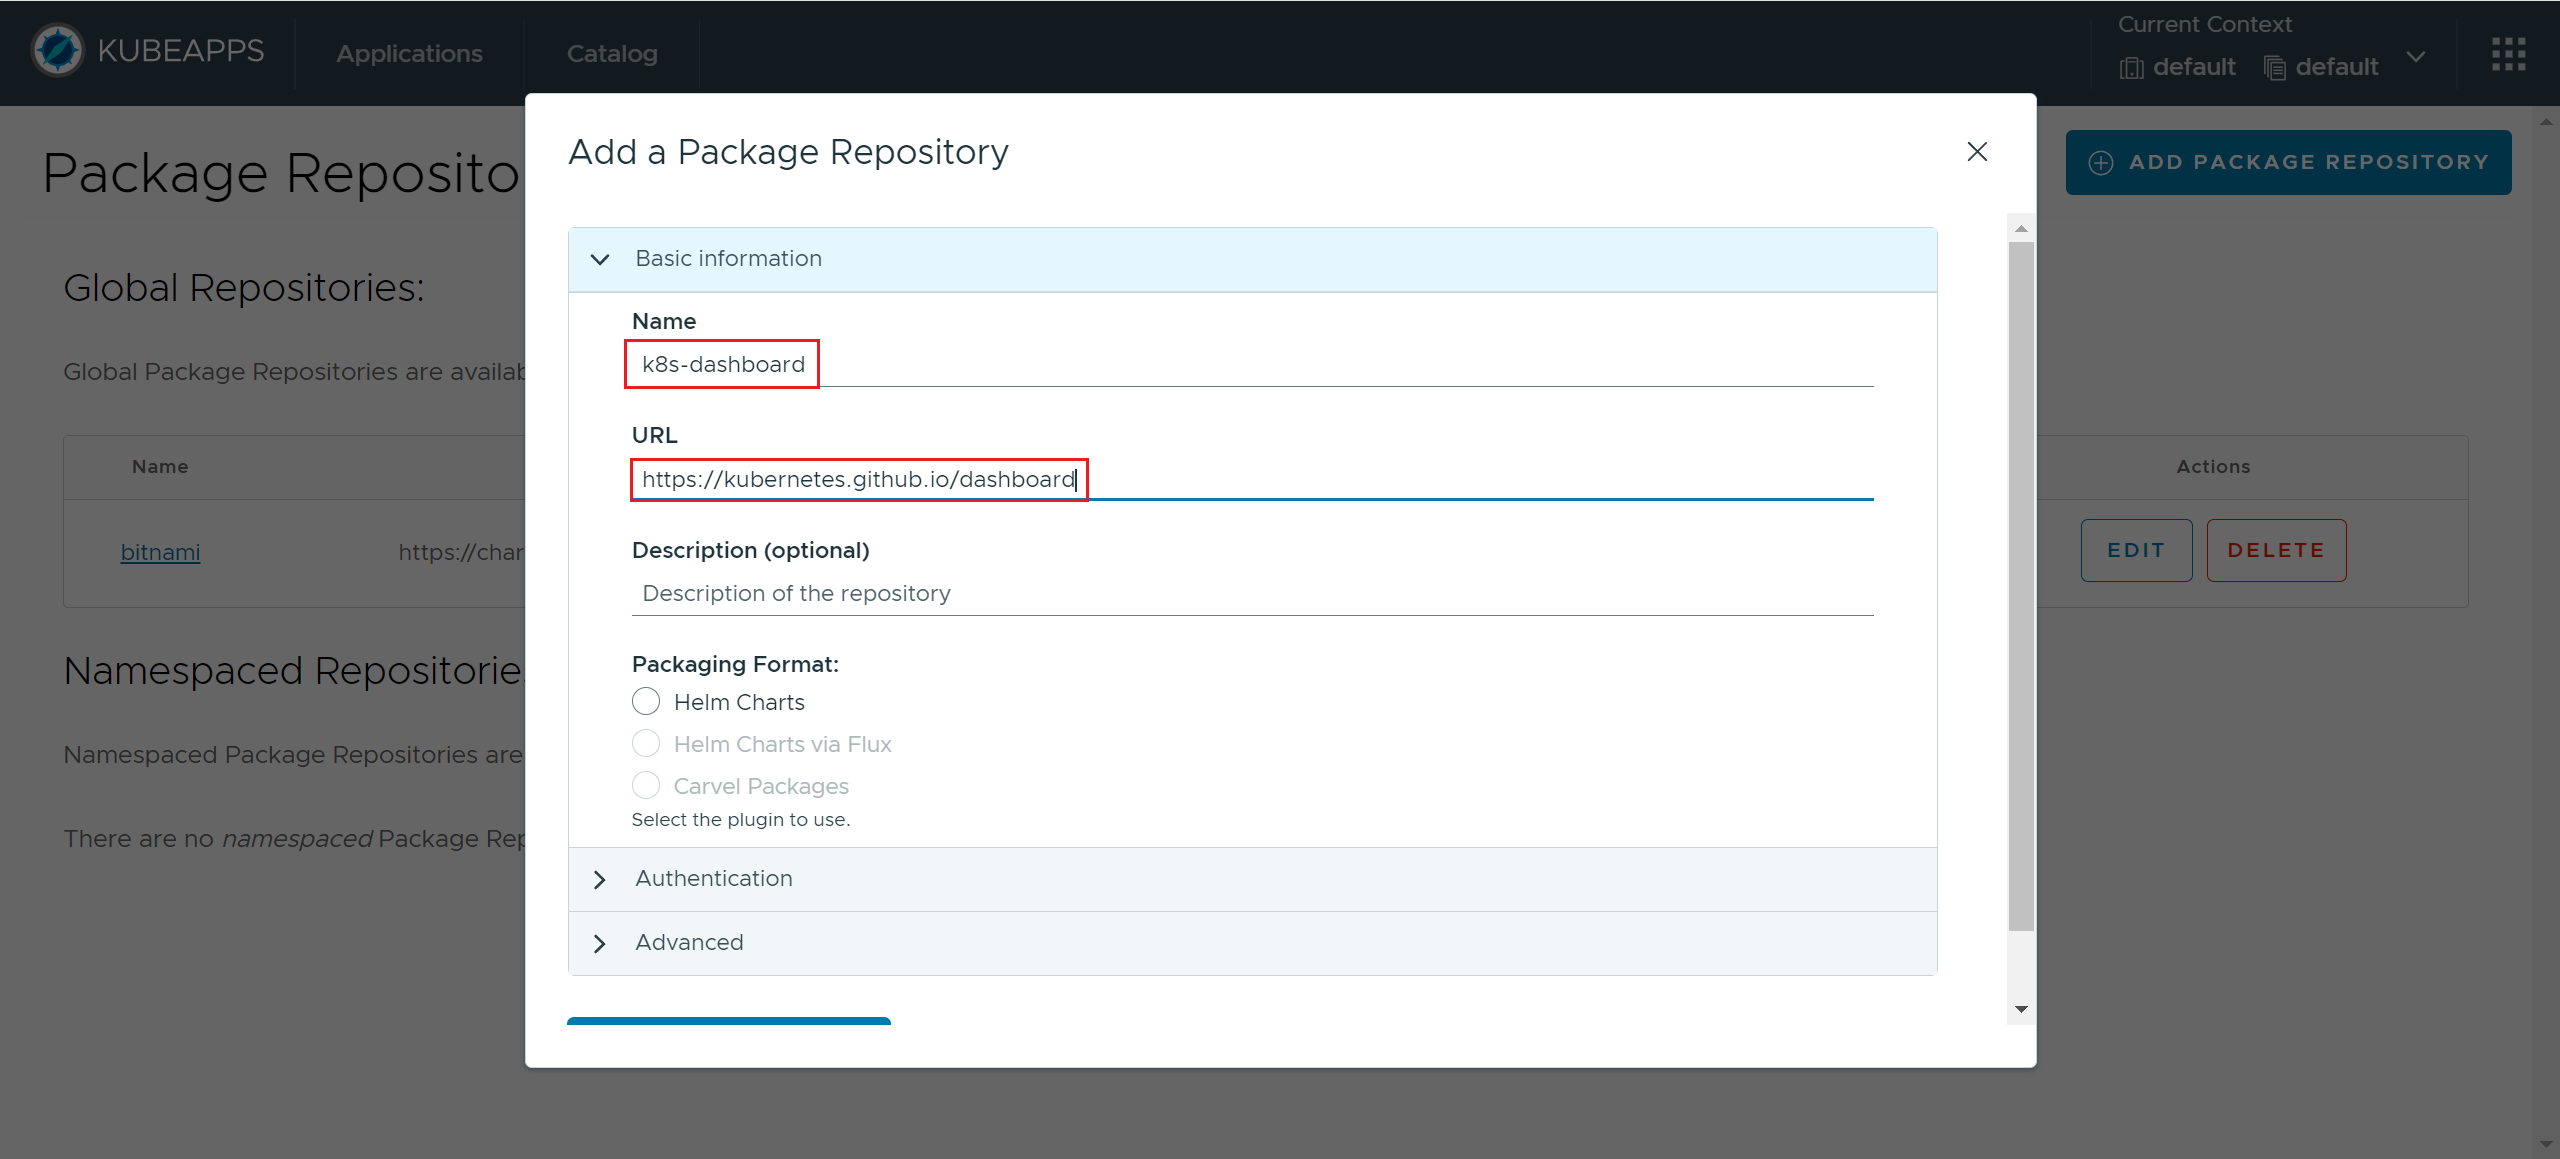 KUBEAPPS
Applications
Catalog
Current Context
default default
Package Reposito
ADD PACKAGE REPOSITORY
Global Repositories:
Global Package Repositories are availab
Name
Actions
bitnami
https://char
EDIT
DELETE
Namespaced Repositorie
Namespaced Package Repositories are
There are no namespaced Package Rep
Add a Package Repository
Basic information
Name
k8s-dashboard
URL
https://kubernetes.github.io/dashboard
Description (optional)
Description of the repository
Packaging Format:
Helm Charts
Helm Charts via Flux
Carvel Packages
Select the plugin to use.
Authentication
Advanced